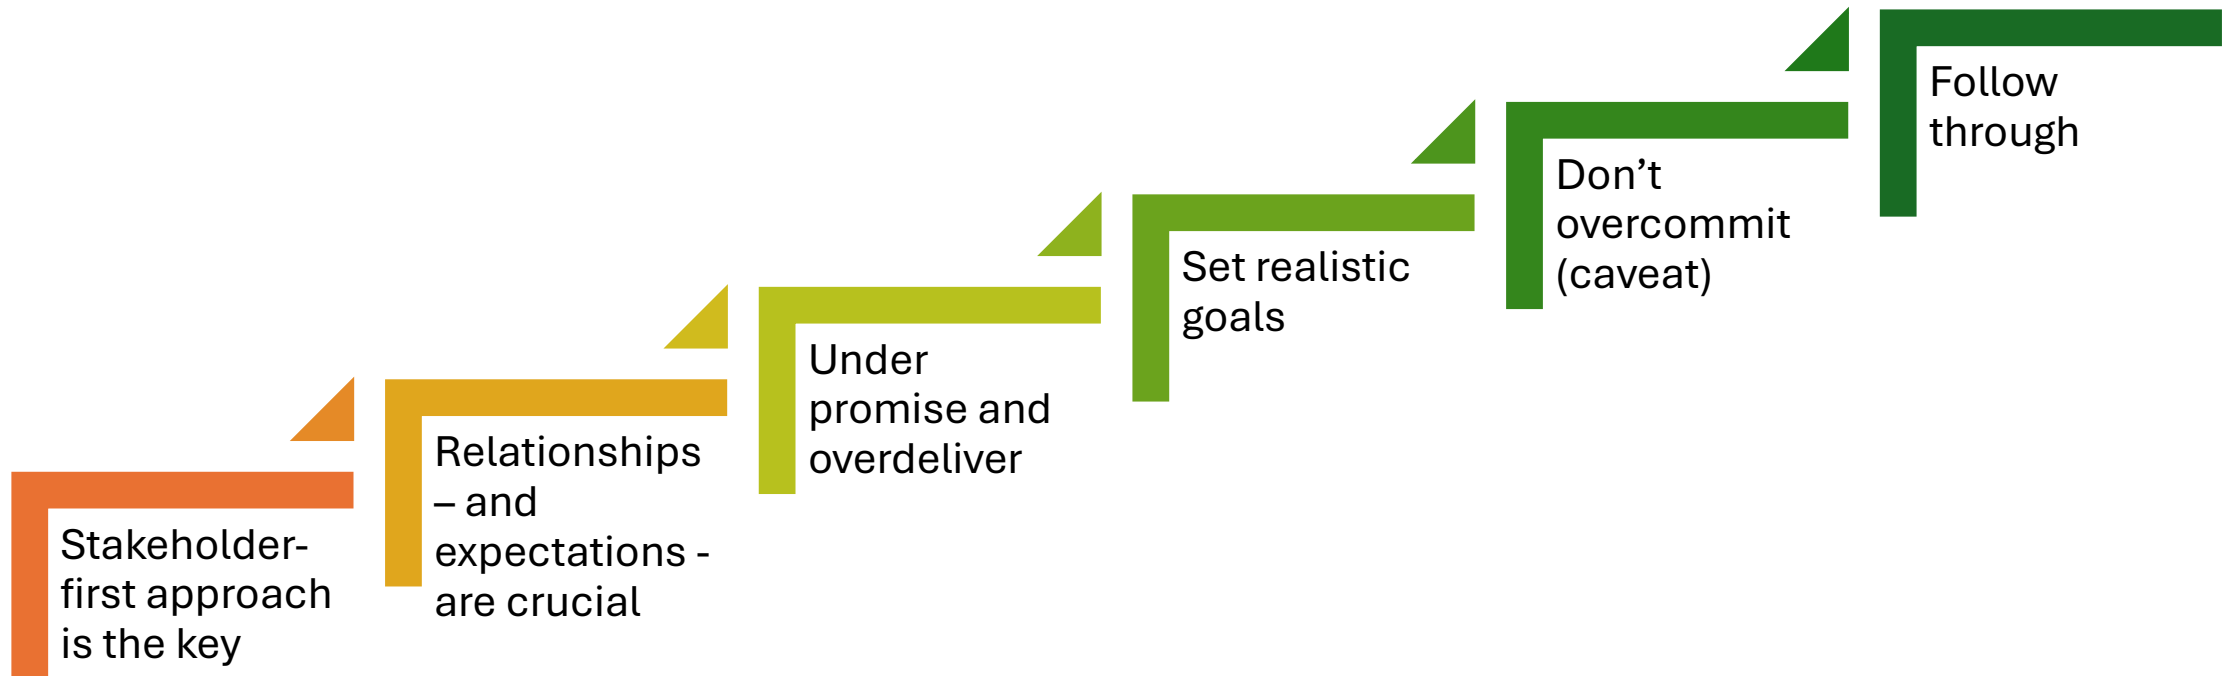 Stakeholder-
first approach
is the key
Relationships
– and
expectations -
are crucial
Under
promise and
overdeliver
Set realistic
goals
Don’t
overcommit
(caveat)
Follow
through